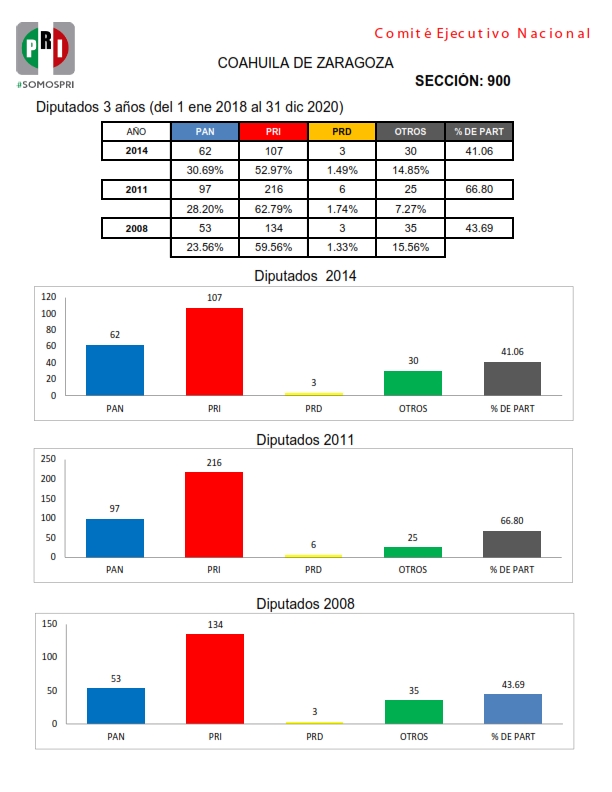 Comité Ejecutivo Nacional
PRI
#SOMOSPRI
COAHUILA DE ZARAGOZA
SECCIÓN: 900
Diputados 3 años (del 1 ene 2018 al 31 dic 2020)
AÑO PAN PRI PRD OTROS % DE PART
2014 62 107 3 30 41.06
30.69% 52.97% 1.49% 14.85%
2011 97 216 6 25 66.80
28.20% 62.79% 1.74% 7.27%
2008 53 134 3 35 43.69
23.56% 59.56% 1.33% 15.56%
Diputados 2014
120
100
80
60
40
20
0
62 107 3 30 41.06
PAN PRI PRD OTROS % DE PART
Diputados 2011
250
200
150
100
50
0
97 216 6 25 66.80
PAN PRI PRD OTROS % DE PART
Diputados 2008
150
100
50
0
53 134 3 35 43.69
PAN PRI PRD OTROS % DE PART